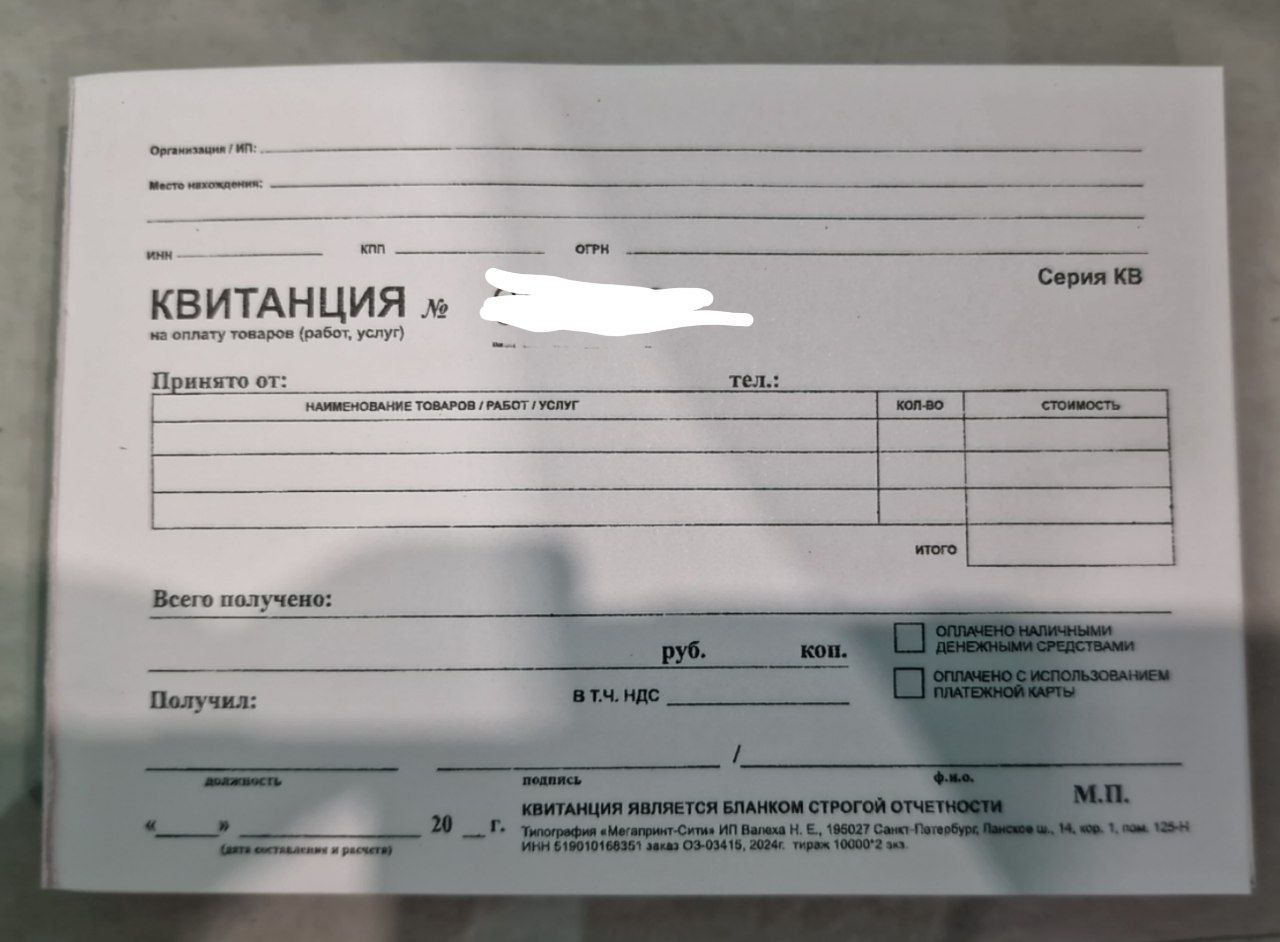 Организация / ИП:
Место нахождения:
ИНН КПП ОГРН
Серия КВ
КВИТАНЦИЯ №
на оплату товаров (работ, услуг)
Принято от: тел.:
НАИМЕНОВАНИЕ ТОВАРОВ / РАБОТ / УСЛУГ КОЛ-ВО СТОИМОСТЬ
ИТОГО
Всего получено:
руб. коп.
ОПЛАЧЕНО НАЛИЧНЫМИ
ДЕНЕЖНЫМИ СРЕДСТВАМИ
ОПЛАЧЕНО С ИСПОЛЬЗОВАНИЕМ
ПЛАТЕЖНОЙ КАРТЫ
Получил: В Т.Ч. НДС
/
должность подпись ф.и.о.
М.П.
« » 20 г.
(дата составления и расчета)
КВИТАНЦИЯ ЯВЛЯЕТСЯ БЛАНКОМ СТРОГОЙ ОТЧЕТНОСТИ
Типография «Мегапринт-Сити» ИП Валеха Н. Е., 195027 Санкт-Петербург, Ланское ш., 14, кор. 1, пом. 125-Н
ИНН 519010168351 заказ ОЗ-03415, 2024г. тираж 10000*2 экз.